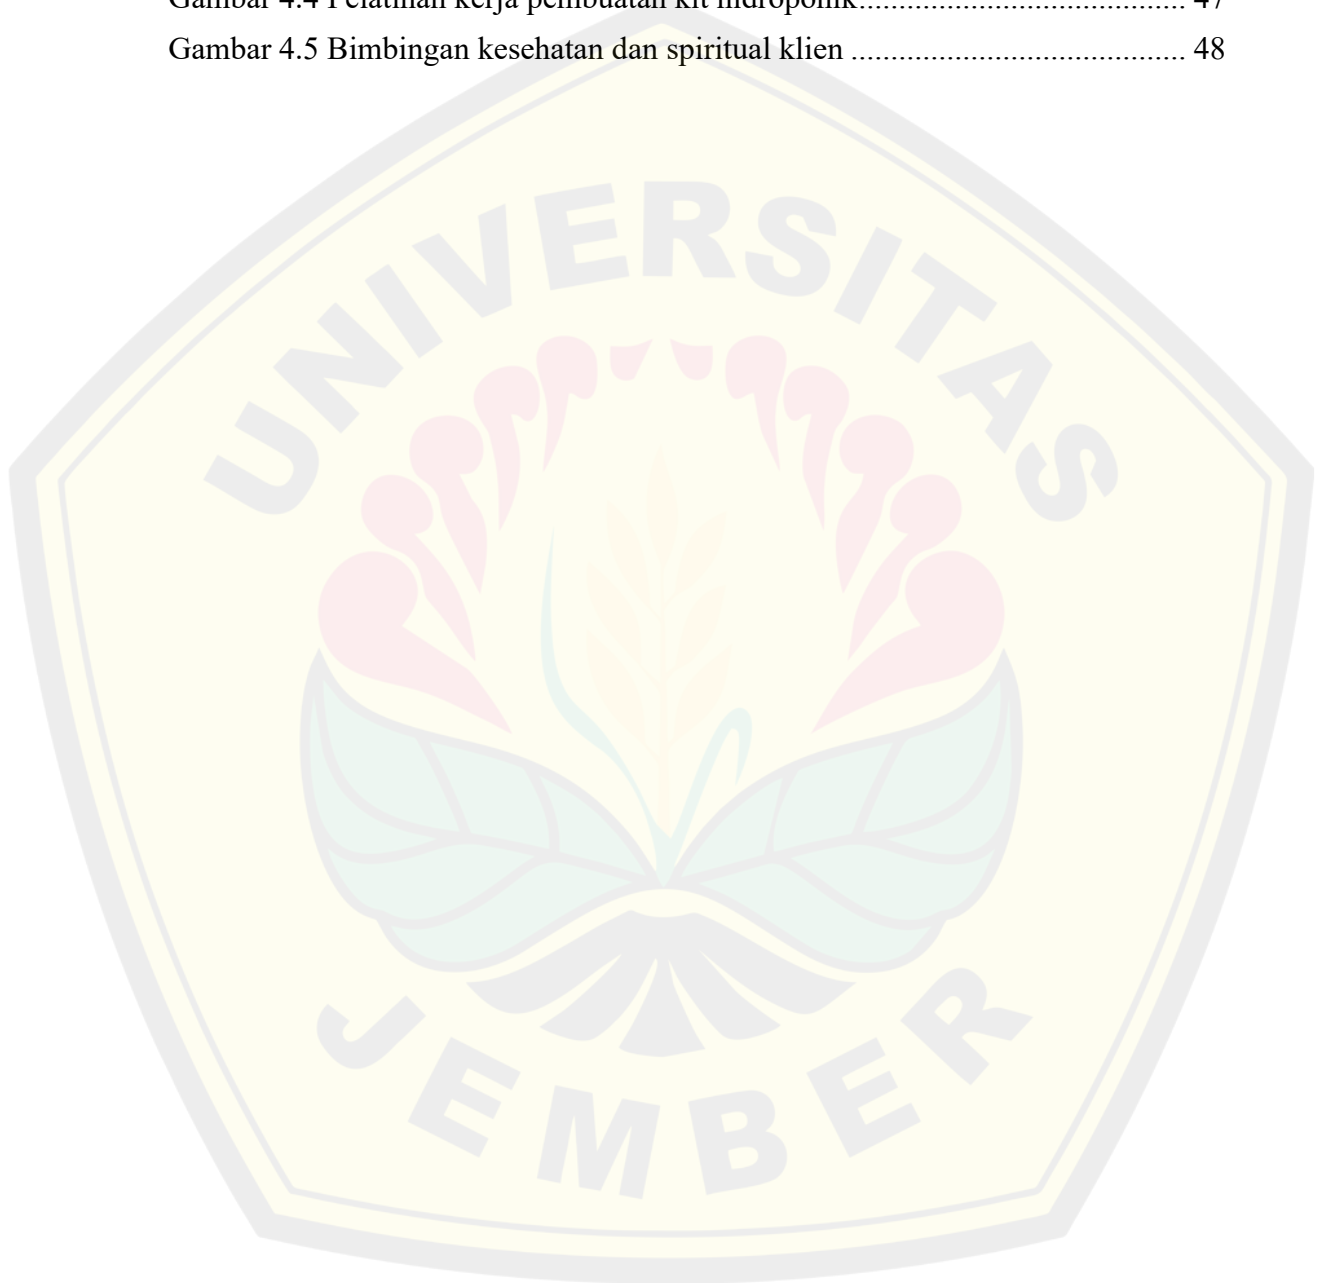 Gambar 4.4 Pelatihan kerja pembuatan kit hidroponik......................................... 47
Gambar 4.5 Bimbingan kesehatan dan spiritual klien .......................................... 48
UNIVERSITAS
JEMBER